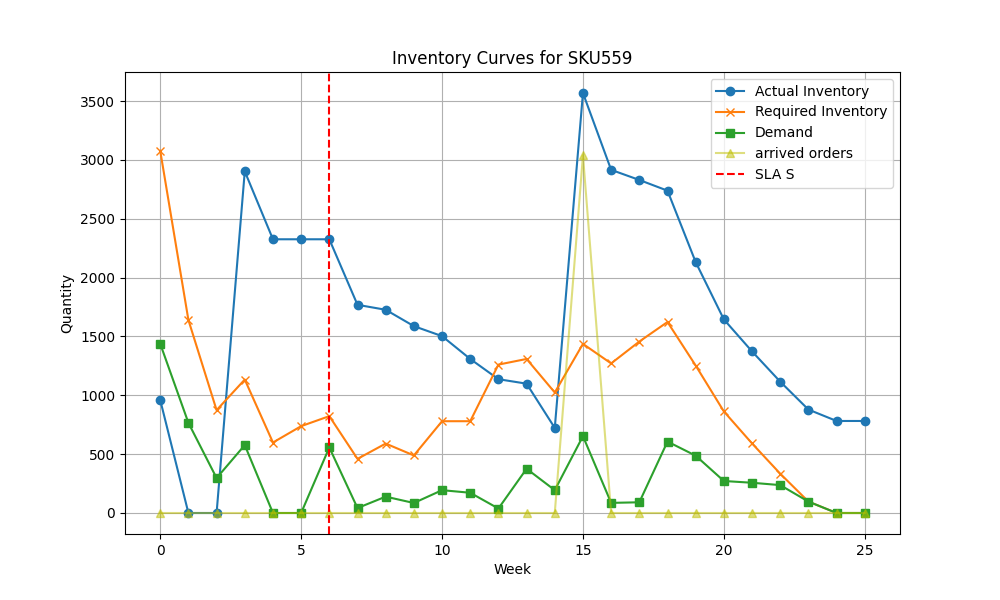 Inventory Curves for SKU559
Actual Inventory
Required Inventory
Demand
arrived orders
SLA S
Quantity
3500
3000
2500
2000
1500
1000
500
0
0 5 10 15 20 25
Week